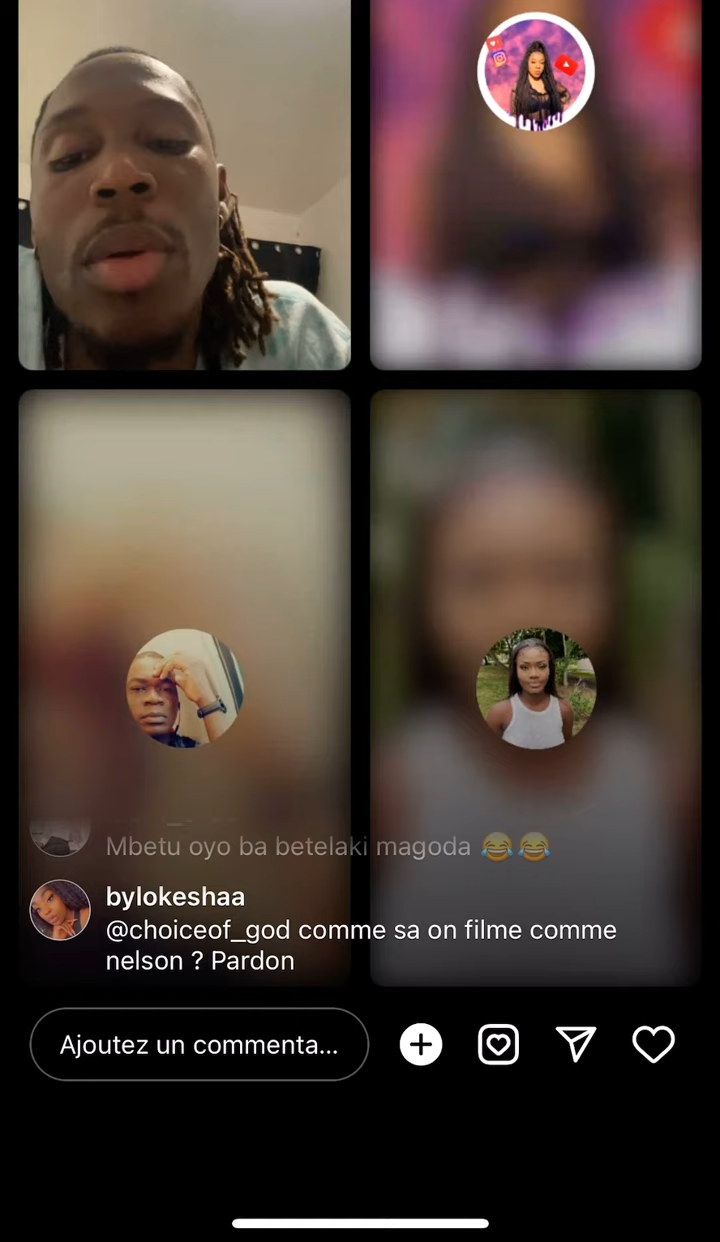 Mbetu oyo ba betelaki magoda 😂😂
bylokeshaa
@choiceof_god comme sa on filme comme
nelson ? Pardon
Ajoutez un commenta...